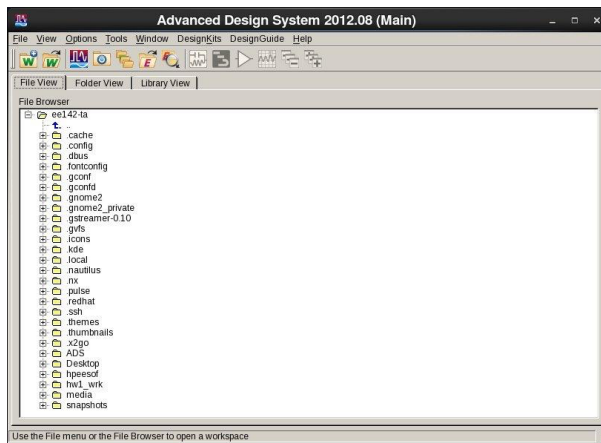 Advanced Design System 2012.08 (Main)
File View Options Tools Window DesignKits DesignGuide Help
File View Folder View Library View
File Browser
ee142-ta
..
.cache
.config
.dbus
.fontconfig
.gconf
.gconfd
.gnome2
.gnome2_private
.gstreamer-0.10
.gvfs
.icons
.kde
.local
.nautilus
.nx
.pulse
.redhat
.ssh
.themes
.thumbnails
.x2go
ADS
Desktop
hpeesof
hw1_wrk
media
snapshots
Use the File menu or the File Browser to open a workspace